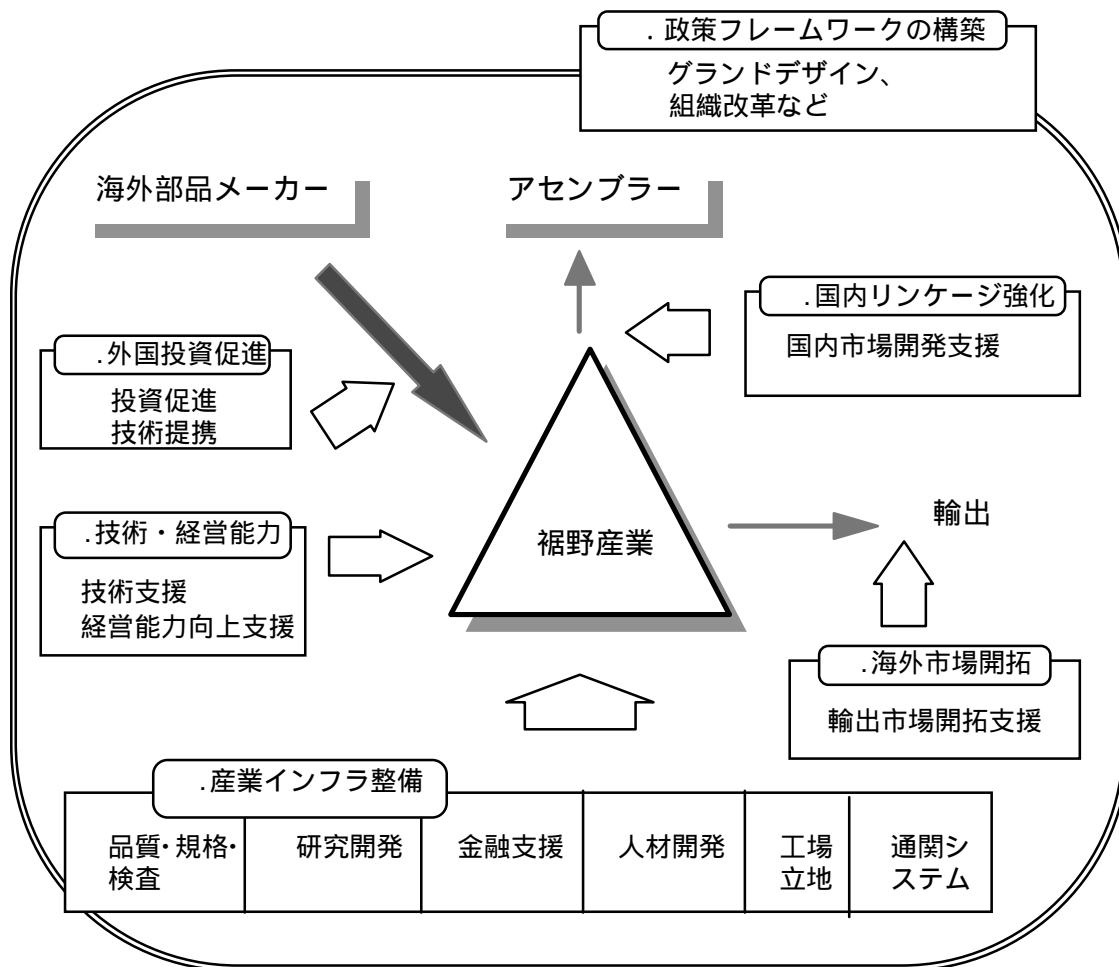 . 政策フレームワークの構築
グランドデザイン、
組織改革など
海外部品メーカー
アセンブラー
.国内リンケージ強化
国内市場開発支援
.外国投資促進
投資促進
技術提携
.技術・経営能力
技術支援
経営能力向上支援
裾野産業
輸出
.海外市場開拓
輸出市場開拓支援
.産業インフラ整備
品質・規格・
検査
研究開発
金融支援
人材開発
工場
立地
通関シ
ステム